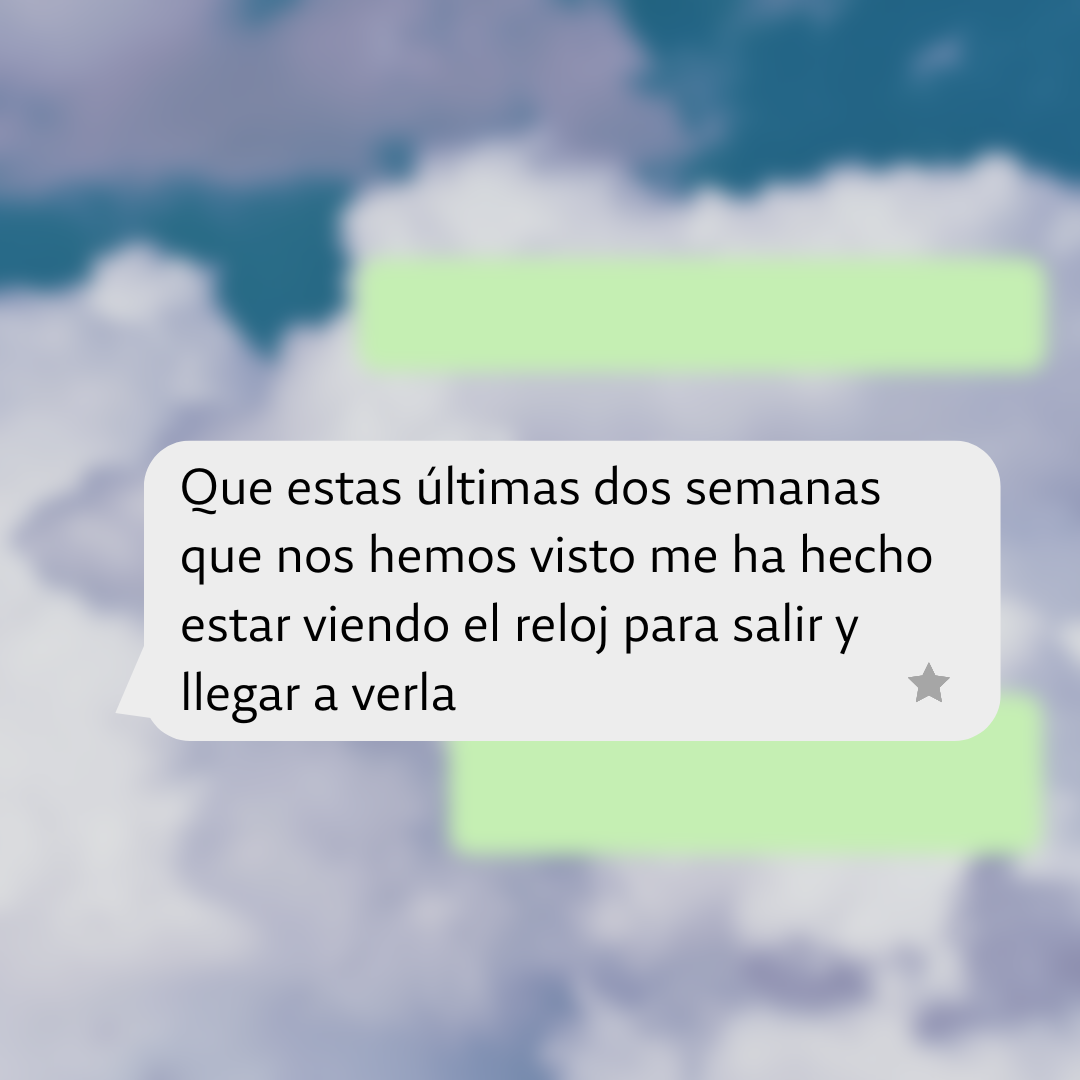 Que estas últimas dos semanas
que nos hemos visto me ha hecho
estar viendo el reloj para salir y
llegar a verla